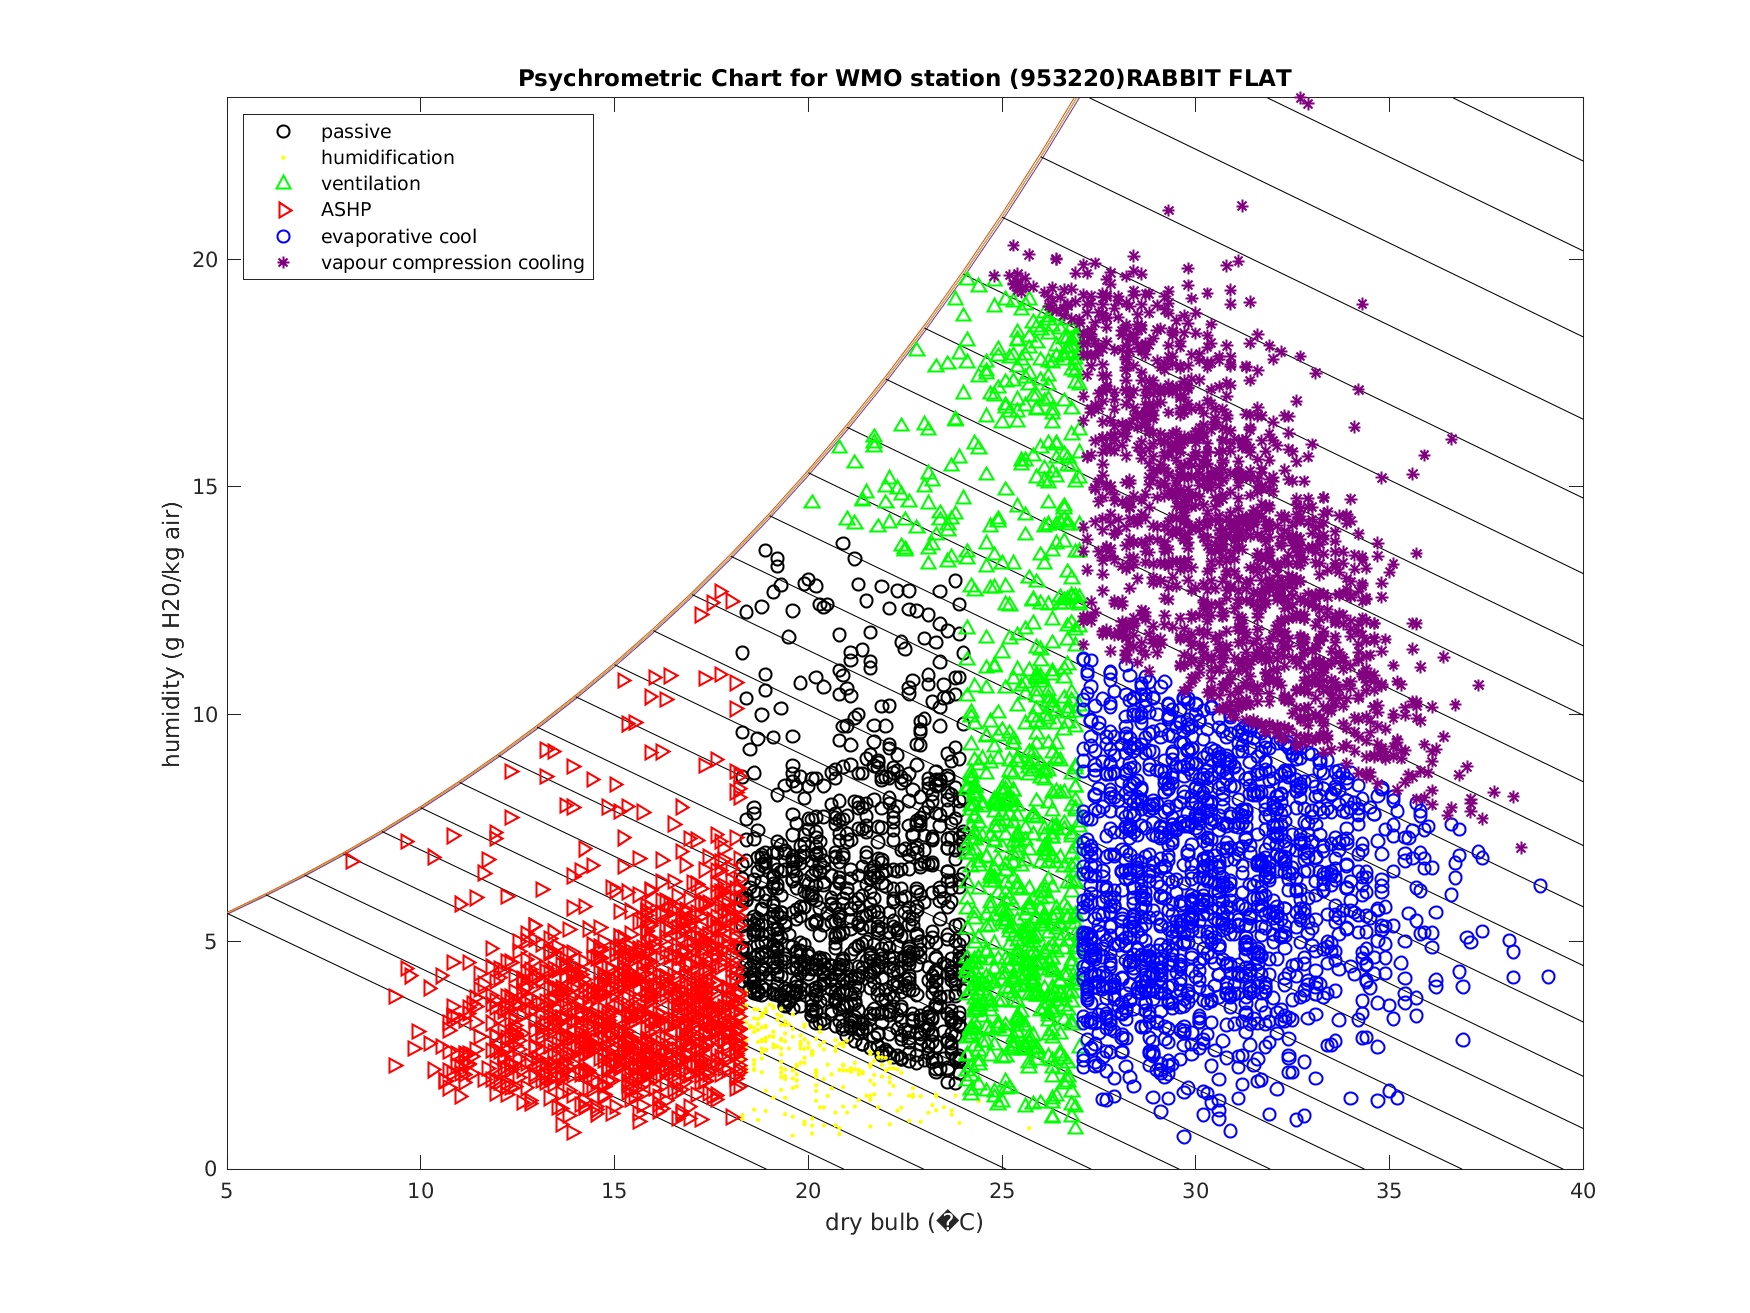 Psychrometric Chart for WMO station (953220)RABBIT FLAT
passive
humidification
ventilation
ASHP
evaporative cool
vapour compression cooling
humidity (g H20/kg air)
20
15
10
5
0
5 10 15 20 25 30 35 40
dry bulb (�C)